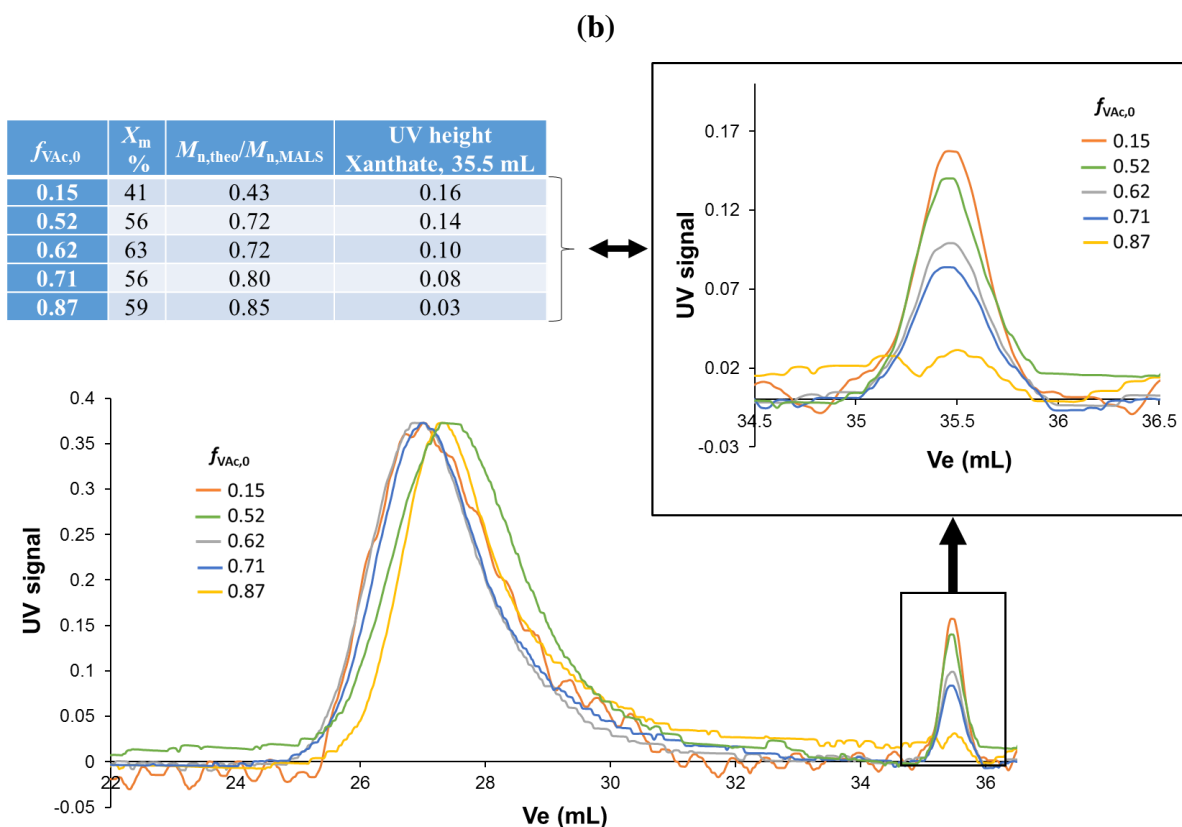 (b)
f_VAc,0 X_m % M_n,theo/M_n,MALS UV height Xanthate, 35.5 mL
0.15 41 0.43 0.16
0.52 56 0.72 0.14
0.62 63 0.72 0.10
0.71 56 0.80 0.08
0.87 59 0.85 0.03
UV signal
0.17
0.12
0.07
0.02
-0.03
34.5 35 35.5 36 36.5
Ve (mL)
f_VAc,0
0.15
0.52
0.62
0.71
0.87
UV signal
0.4
0.35
0.3
0.25
0.2
0.15
0.1
0.05
0
-0.05
22 24 26 28 30 32 34 36
Ve (mL)
f_VAc,0
0.15
0.52
0.62
0.71
0.87